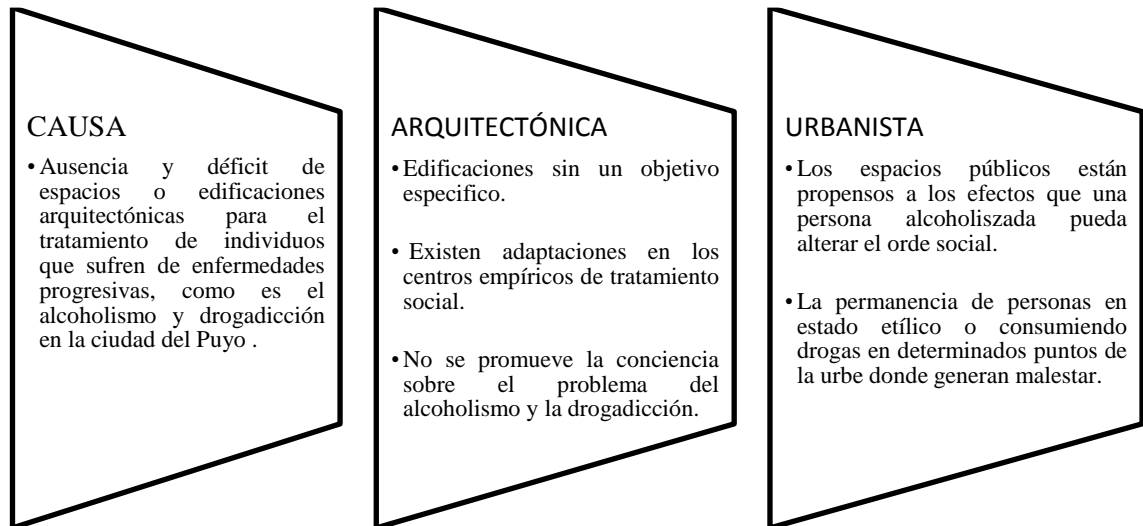 CAUSA
• Ausencia y déficit de
espacios o edificaciones
arquitectónicas para el
tratamiento de individuos
que sufren de enfermedades
progresivas, como es el
alcoholismo y drogadicción
en la ciudad del Puyo .
ARQUITECTÓNICA
• Edificaciones sin un objetivo
especifico.
• Existen adaptaciones en los
centros empíricos de tratamiento
social.
• No se promueve la conciencia
sobre el problema del
alcoholismo y la drogadicción.
URBANISTA
• Los espacios públicos están
propensos a los efectos que una
persona alcoholiszada pueda
alterar el orde social.
• La permanencia de personas en
estado etílico o consumiendo
drogas en determinados puntos de
la urbe donde generan malestar.